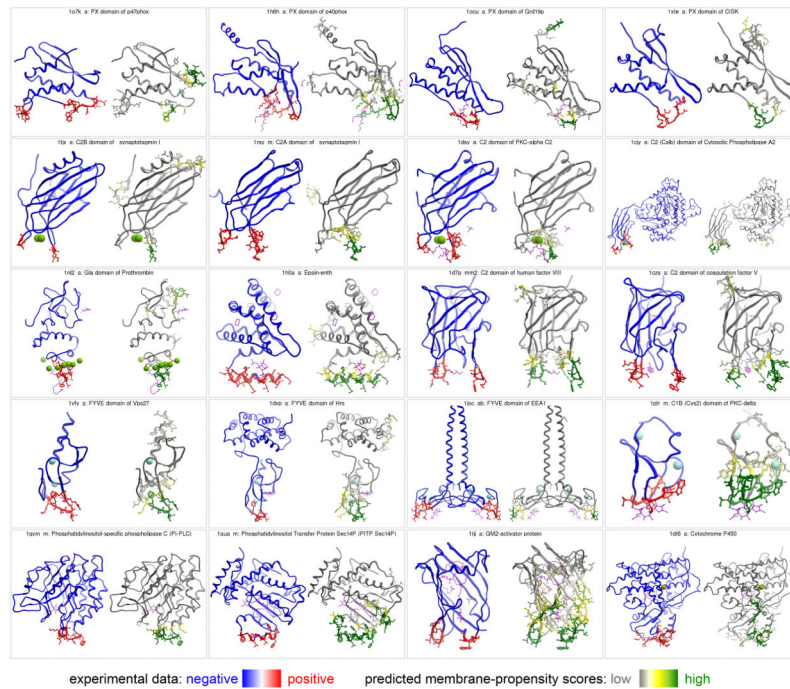 1o7k a: PX domain of p47phox
1h6h a: PX domain of p40phox
1ocu a: PX domain of Grd19p
1xte a: PX domain of CISK
C2B domain of synaptotagmin I
1rsy m: C2A domain of synaptotagmin I
1dsy a: C2 domain of PKC-alpha C2
1cjy a: C2 (Calb) domain of Cytosolic Phospholipase A2
1nl2 a: Gla domain of Prothrombin
1h0a a: Epsin-enth
1d7p mm2: C2 domain of human factor VIII
1czs a: C2 domain of coagulation factor V
1vfy a: FYVE domain of Vps27
1dvp a: FYVE domain of Hrs
1joc ab: FYVE domain of EEA1
1ptr m: C1B (Cys2) domain of PKC-delta
1gym m: Phosphatidylinositol-specific phospholipase C (PI-PLC)
1aua m: Phosphatidylinositol Transfer Protein Sec14P (PITP Sec14P)
GM2-activator protein
1dt6 a: Cytochrome P450
experimental data: negative positive predicted membrane-propensity scores: low high